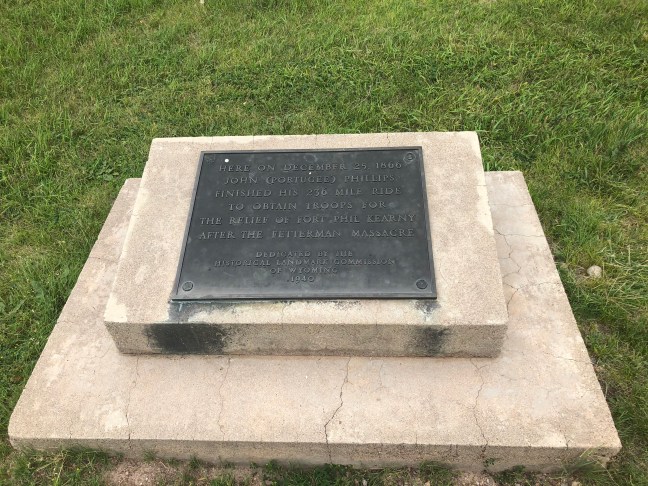 HERE ON DECEMBER 25, 1866
JOHN (PORTUGEE) PHILLIPS
FINISHED HIS 236 MILE RIDE
TO OBTAIN TROOPS FOR
THE RELIEF OF FORT PHIL KEARNY
AFTER THE FETTERMAN MASSACRE
DEDICATED BY THE
HISTORICAL LANDMARK COMMISSION
OF WYOMING
1940